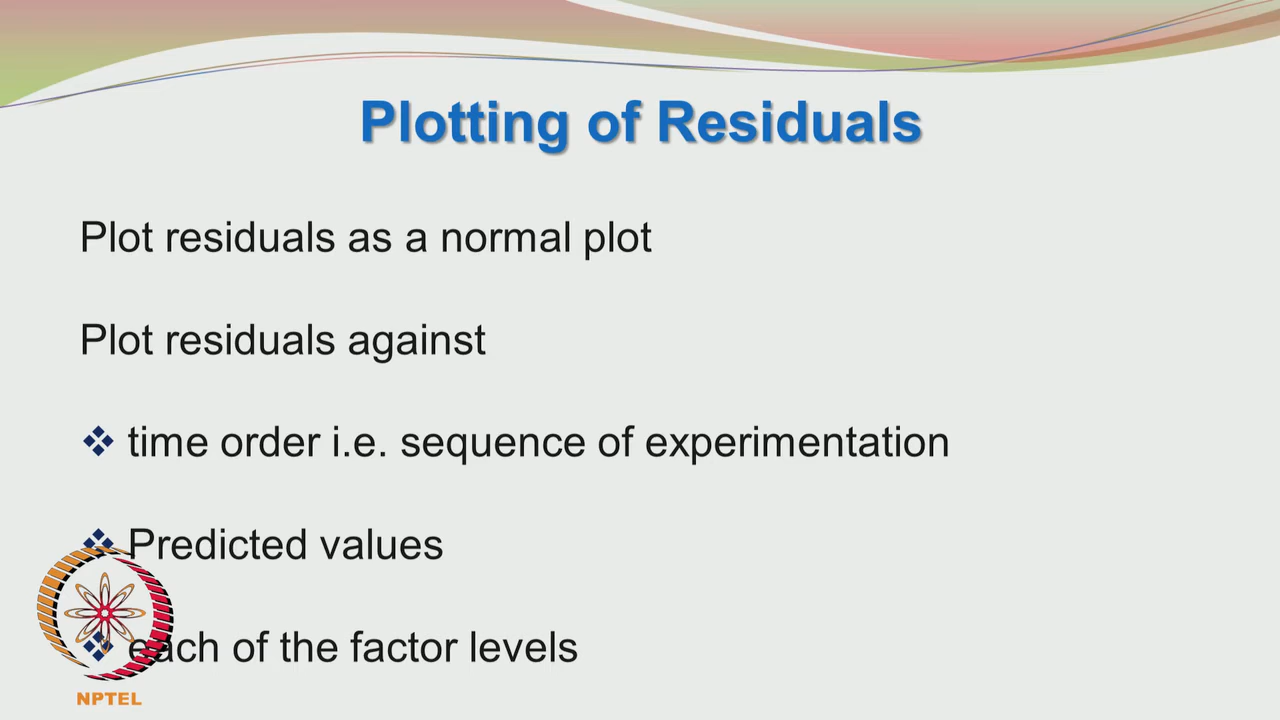 Plotting of Residuals
Plot residuals as a normal plot
Plot residuals against
❖ time order i.e. sequence of experimentation
❖ Predicted values
❖ each of the factor levels
NPTEL